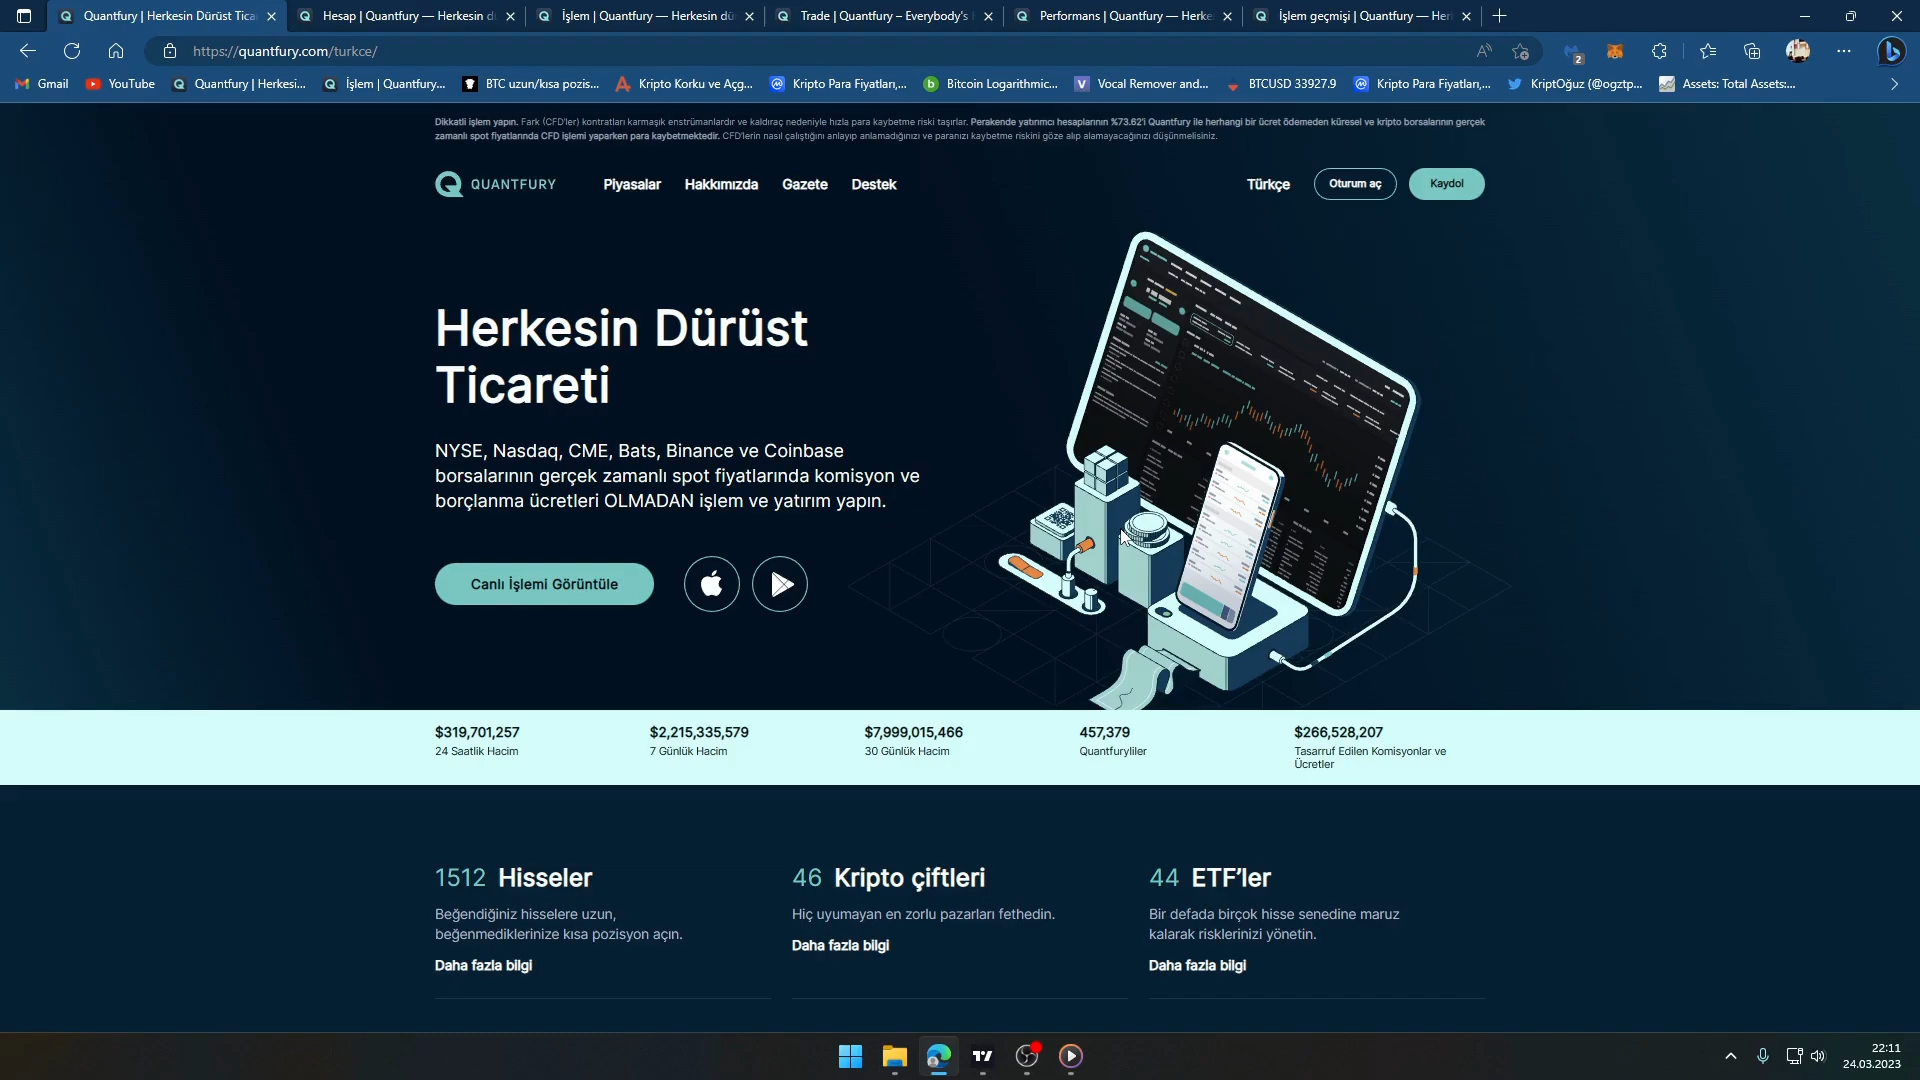 Quantfury | Herkesin Dürüst Tica
Hesap | Quantfury — Herkesin d
İşlem | Quantfury — Herkesin dü
Trade | Quantfury – Everybody's
Performans | Quantfury — Herke
İşlem geçmişi | Quantfury — Her
https://quantfury.com/turkce/
2
Gmail
YouTube
Quantfury | Herkesi...
İşlem | Quantfury...
BTC uzun/kısa pozis...
Kripto Korku ve Açg...
Kripto Para Fiyatları,...
Bitcoin Logarithmic...
Vocal Remover and...
BTCUSD 33927.9
Kripto Para Fiyatları,...
KriptOğuz (@ogztp...
Assets: Total Assets:...
Dikkatli işlem yapın. Fark (CFD'ler) kontratları karmaşık enstrümanlardır ve kaldıraç nedeniyle hızla para kaybetme riski taşırlar. Perakende yatırımcı hesaplarının %73.62'i Quantfury ile herhangi bir ücret ödemeden küresel ve kripto borsalarının gerçek
zamanlı spot fiyatlarında CFD işlemi yaparken para kaybetmektedir. CFD'lerin nasıl çalıştığını anlayıp anlamadığınızı ve paranızı kaybetme riskini göze alıp alamayacağınızı düşünmelisiniz.
QUANTFURY
Piyasalar
Hakkımızda
Gazete
Destek
Türkçe
Oturum aç
Kaydol
Herkesin Dürüst
Ticareti
NYSE, Nasdaq, CME, Bats, Binance ve Coinbase
borsalarının gerçek zamanlı spot fiyatlarında komisyon ve
borçlanma ücretleri OLMADAN işlem ve yatırım yapın.
Canlı İşlemi Görüntüle
$319,701,257
24 Saatlik Hacim
$2,215,335,579
7 Günlük Hacim
$7,999,015,466
30 Günlük Hacim
457,379
Quantfuryliler
$266,528,207
Tasarruf Edilen Komisyonlar ve
Ücretler
1512 Hisseler
Beğendiğiniz hisselere uzun,
beğenmediklerinize kısa pozisyon açın.
Daha fazla bilgi
46 Kripto çiftleri
Hiç uyumayan en zorlu pazarları fethedin.
Daha fazla bilgi
44 ETF'ler
Bir defada birçok hisse senedine maruz
kalarak risklerinizi yönetin.
Daha fazla bilgi
22:11
24.03.2023